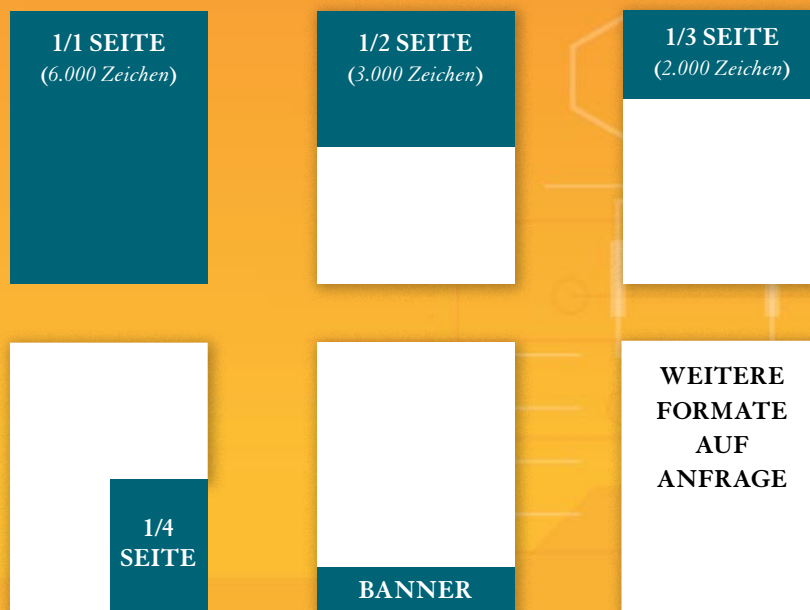 1/1 SEITE
(6.000 Zeichen)
1/2 SEITE
(3.000 Zeichen)
1/3 SEITE
(2.000 Zeichen)
1/4
SEITE
BANNER
WEITERE
FORMATE
AUF
ANFRAGE